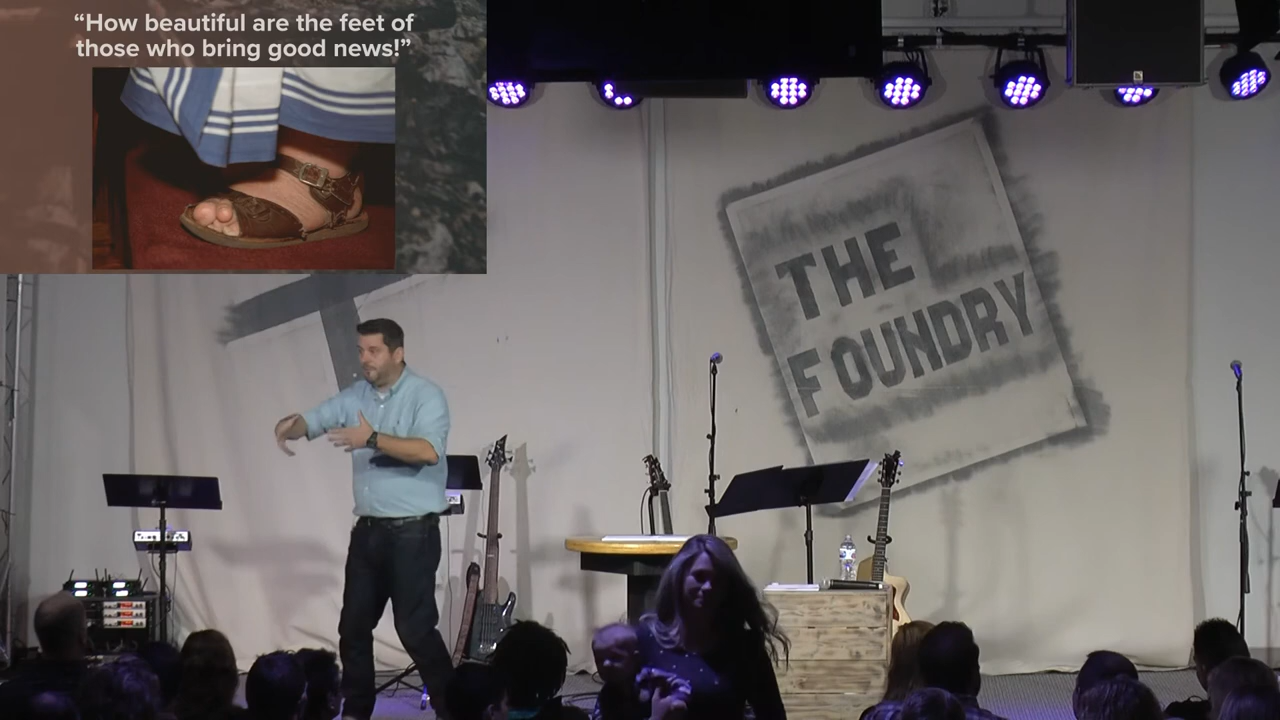 “How beautiful are the feet of
those who bring good news!”
THE
FOUNDRY